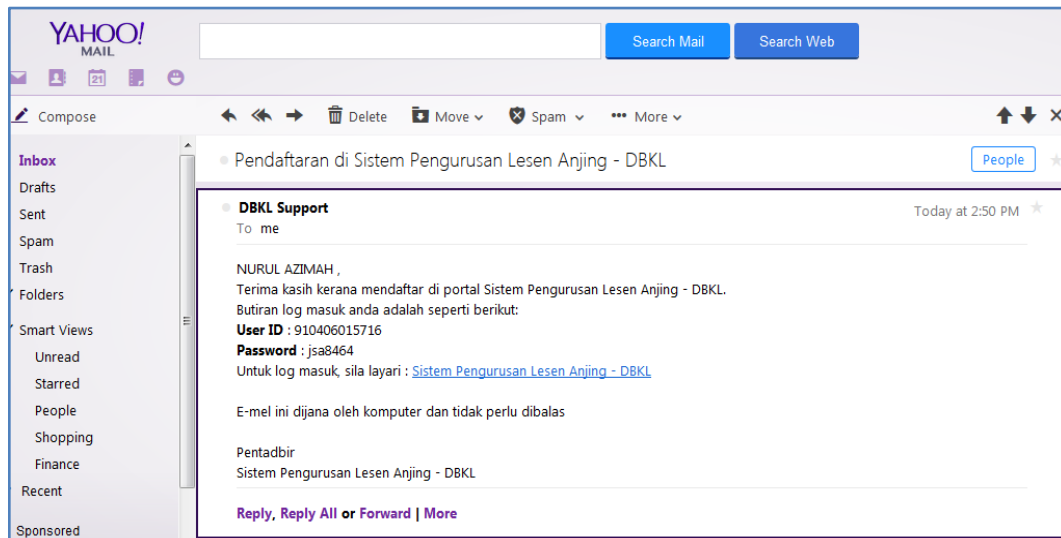 YAHOO!
MAIL
Search Mail
Search Web
21
Compose
Delete
Move
Spam
••• More
Inbox
Drafts
Sent
Spam
Trash
Folders
Smart Views
Unread
Starred
People
Shopping
Finance
Recent
Sponsored
Pendaftaran di Sistem Pengurusan Lesen Anjing - DBKL
People
DBKL Support
Today at 2:50 PM
To me
NURUL AZIMAH ,
Terima kasih kerana mendaftar di portal Sistem Pengurusan Lesen Anjing - DBKL.
Butiran log masuk anda adalah seperti berikut:
User ID : 910406015716
Password : jsa8464
Untuk log masuk, sila layari : Sistem Pengurusan Lesen Anjing - DBKL
E-mel ini dijana oleh komputer dan tidak perlu dibalas
Pentadbir
Sistem Pengurusan Lesen Anjing - DBKL
Reply, Reply All or Forward | More